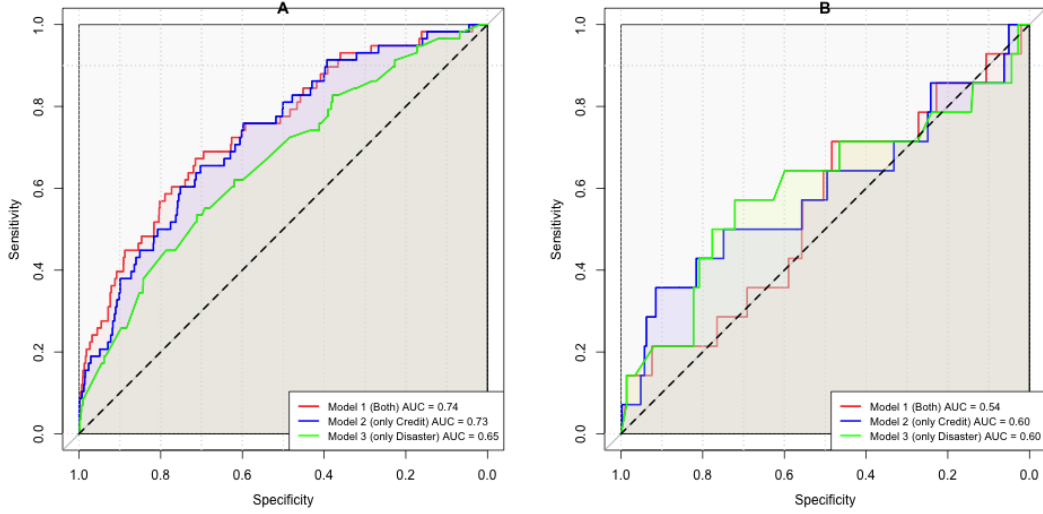 A
1.0
0.8
0.6
0.4
0.2
0.0
Sensitivity
Model 1 (Both) AUC = 0.74
Model 2 (only Credit) AUC = 0.73
Model 3 (only Disaster) AUC = 0.65
1.0 0.8 0.6 0.4 0.2 0.0
Specificity
B
1.0
0.8
0.6
0.4
0.2
0.0
Sensitivity
Model 1 (Both) AUC = 0.54
Model 2 (only Credit) AUC = 0.60
Model 3 (only Disaster) AUC = 0.60
1.0 0.8 0.6 0.4 0.2 0.0
Specificity